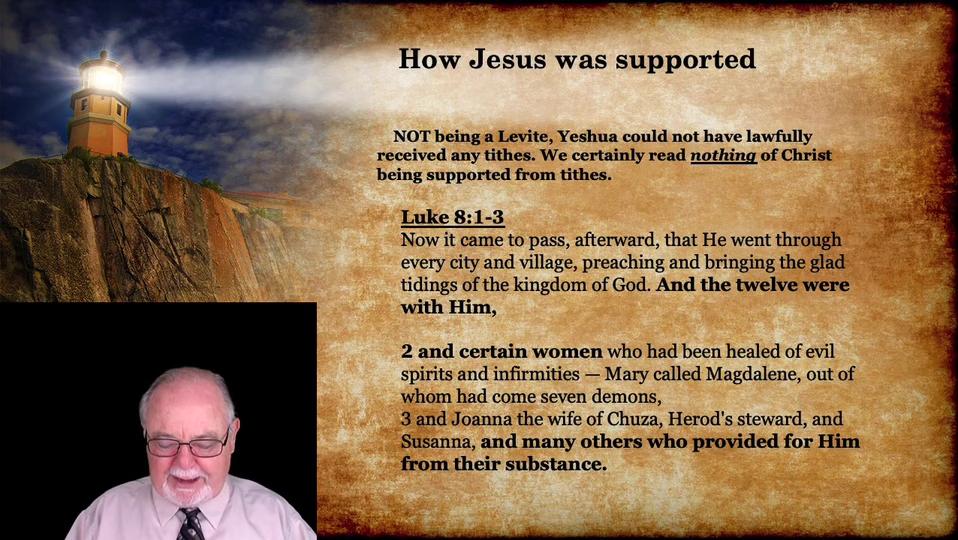 How Jesus was supported
NOT being a Levite, Yeshua could not have lawfully
received any tithes. We certainly read nothing of Christ
being supported from tithes.
Luke 8:1-3
Now it came to pass, afterward, that He went through
every city and village, preaching and bringing the glad
tidings of the kingdom of God. And the twelve were
with Him,
2 and certain women who had been healed of evil
spirits and infirmities — Mary called Magdalene, out of
whom had come seven demons,
3 and Joanna the wife of Chuza, Herod's steward, and
Susanna, and many others who provided for Him
from their substance.